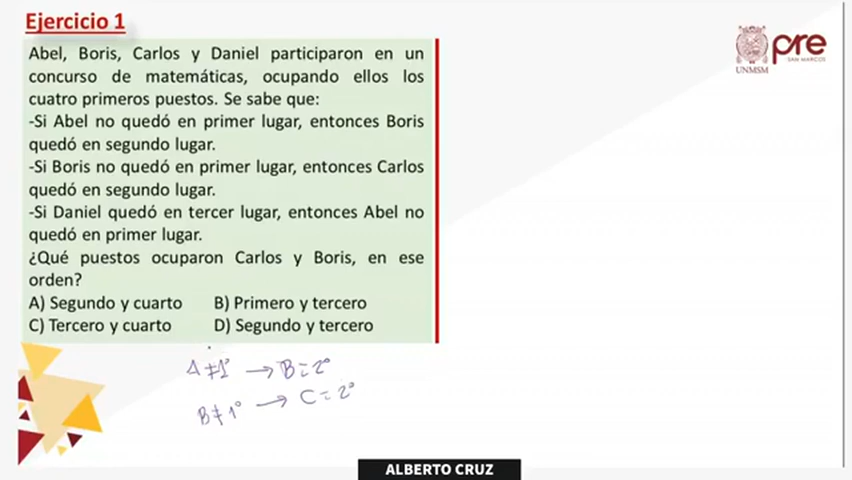 Ejercicio 1
Abel, Boris, Carlos y Daniel participaron en un
concurso de matemáticas, ocupando ellos los
cuatro primeros puestos. Se sabe que:
-Si Abel no quedó en primer lugar, entonces Boris
quedó en segundo lugar.
-Si Boris no quedó en primer lugar, entonces Carlos
quedó en segundo lugar.
-Si Daniel quedó en tercer lugar, entonces Abel no
quedó en primer lugar.
¿Qué puestos ocuparon Carlos y Boris, en ese
orden?
A) Segundo y cuarto B) Primero y tercero
C) Tercero y cuarto D) Segundo y tercero
A ≠ 1° → B = 2°
B ≠ 1° → C = 2°
UNMSM
pre
SAN MARCOS
ALBERTO CRUZ